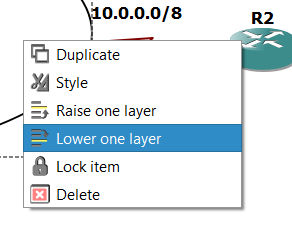 10.0.0.0/8
R2
Duplicate
Style
Raise one layer
Lower one layer
Lock item
Delete